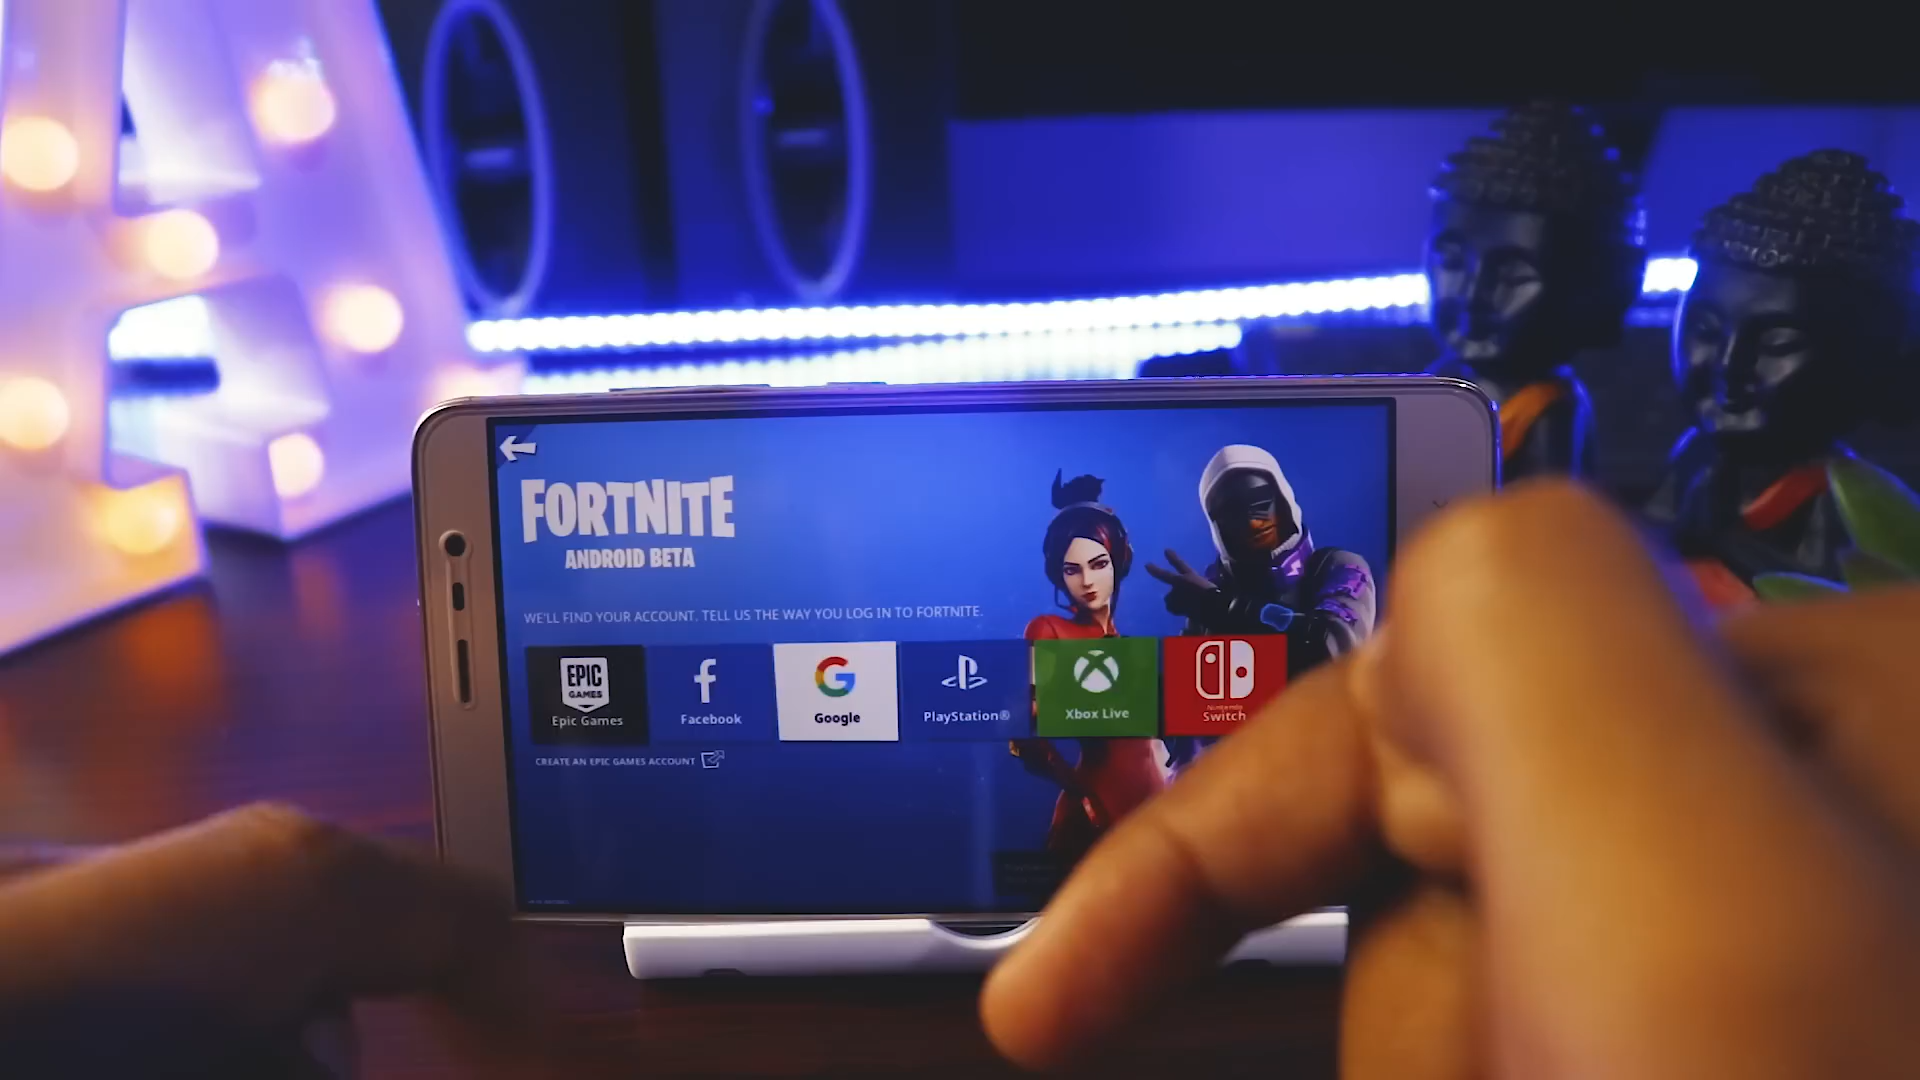 FORTNITE
ANDROID BETA
WE'LL FIND YOUR ACCOUNT. TELL US THE WAY YOU LOG IN TO FORTNITE.
EPIC GAMES
Epic Games
Facebook
Google
PlayStation®
Xbox Live
Nintendo
Switch
CREATE AN EPIC GAMES ACCOUNT